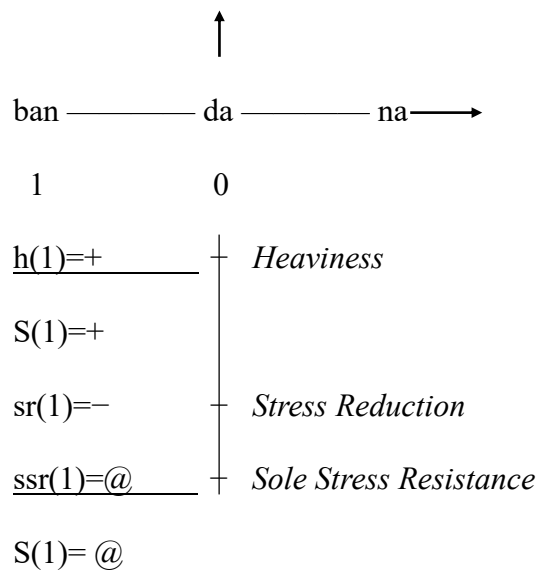 ban da na
1 0
h(1)=+ Heaviness
S(1)=+
sr(1)=− Stress Reduction
ssr(1)=@ Sole Stress Resistance
S(1)= @